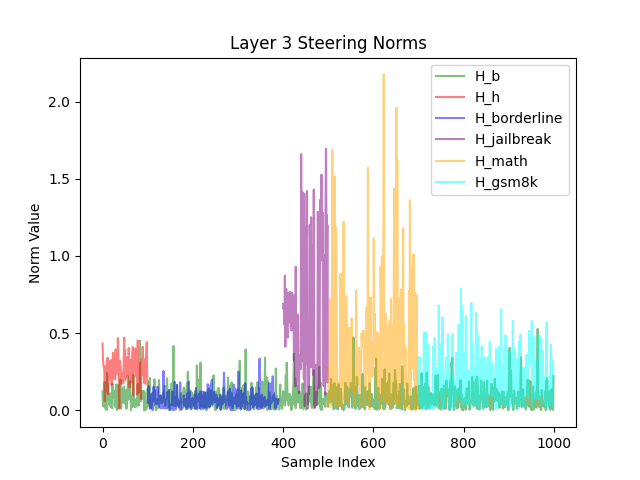 Layer 3 Steering Norms
H_b
H_h
H_borderline
H_jailbreak
H_math
H_gsm8k
Norm Value
2.0
1.5
1.0
0.5
0.0
0
200
400
600
800
1000
Sample Index